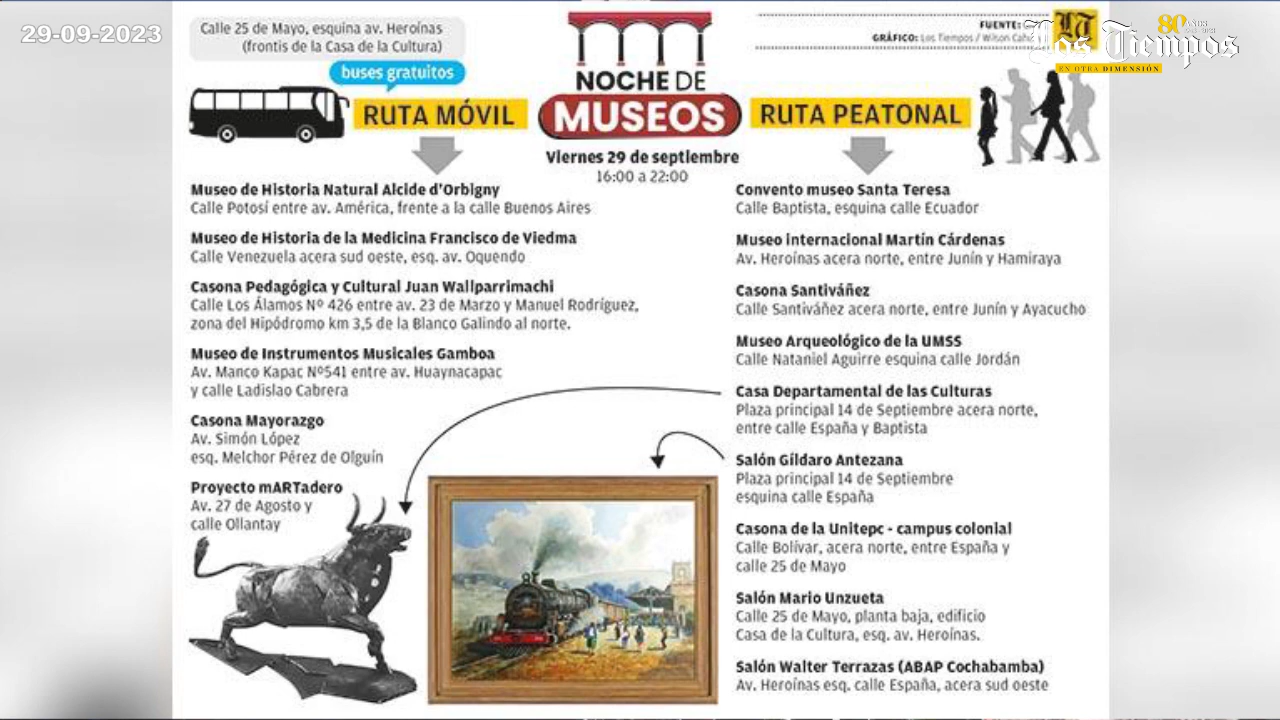 29-09-2023
Calle 25 de Mayo, esquina av. Heroínas
(frontis de la Casa de la Cultura)
buses gratuitos
RUTA MÓVIL
NOCHE DE
MUSEOS
Viernes 29 de septiembre
16:00 a 22:00
FUENTE:
GRÁFICO: Los Tiempos / Wilson
LT
Los Tiempos
80
EN OTRA DIMENSIÓN
RUTA PEATONAL
Museo de Historia Natural Alcide d'Orbigny
Calle Potosí entre av. América, frente a la calle Buenos Aires
Museo de Historia de la Medicina Francisco de Viedma
Calle Venezuela acera sud oeste, esq. av. Oquendo
Casona Pedagógica y Cultural Juan Wallparrimachi
Calle Los Álamos Nº 426 entre av. 23 de Marzo y Manuel Rodríguez,
zona del Hipódromo km 3,5 de la Blanco Galindo al norte.
Museo de Instrumentos Musicales Gamboa
Av. Manco Kapac Nº541 entre av. Huaynacapac
y calle Ladislao Cabrera
Casona Mayorazgo
Av. Simón López
esq. Melchor Pérez de Olguín
Proyecto mARTadero
Av. 27 de Agosto y
calle Ollantay
Convento museo Santa Teresa
Calle Baptista, esquina calle Ecuador
Museo internacional Martín Cárdenas
Av. Heroínas acera norte, entre Junín y Hamiraya
Casona Santiváñez
Calle Santiváñez acera norte, entre Junín y Ayacucho
Museo Arqueológico de la UMSS
Calle Nataniel Aguirre esquina calle Jordán
Casa Departamental de las Culturas
Plaza principal 14 de Septiembre acera norte,
entre calle España y Baptista
Salón Gíldaro Antezana
Plaza principal 14 de Septiembre
esquina calle España
Casona de la Unitepc - campus colonial
Calle Bolívar, acera norte, entre España y
calle 25 de Mayo
Salón Mario Unzueta
Calle 25 de Mayo, planta baja, edificio
Casa de la Cultura, esq. av. Heroínas.
Salón Walter Terrazas (ABAP Cochabamba)
Av. Heroínas esq. calle España, acera sud oeste